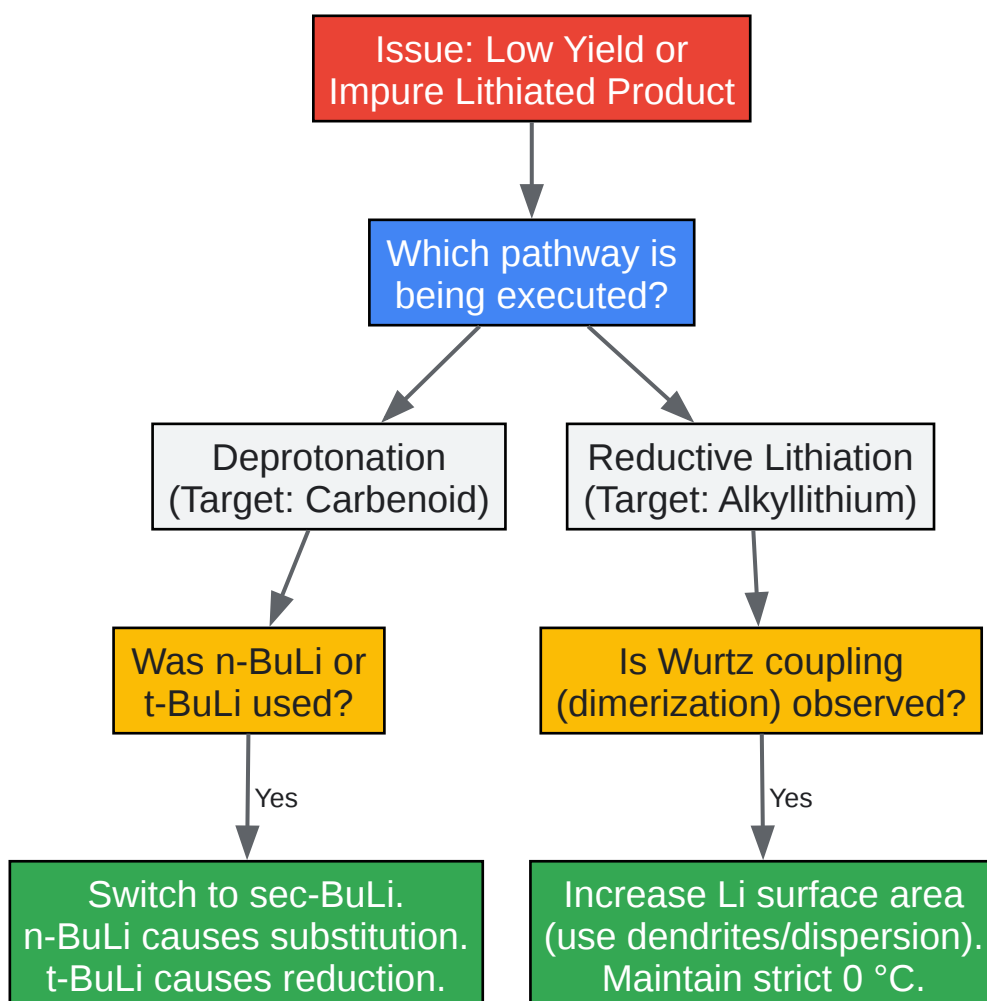 Issue: Low Yield or
Impure Lithiated Product
Which pathway is
being executed?
Deprotonation
(Target: Carbenoid)
Reductive Lithiation
(Target: Alkyllithium)
Was n-BuLi or
t-BuLi used?
Is Wurtz coupling
(dimerization) observed?
Yes
Yes
Switch to sec-BuLi.
n-BuLi causes substitution.
t-BuLi causes reduction.
Increase Li surface area
(use dendrites/dispersion).
Maintain strict 0 °C.